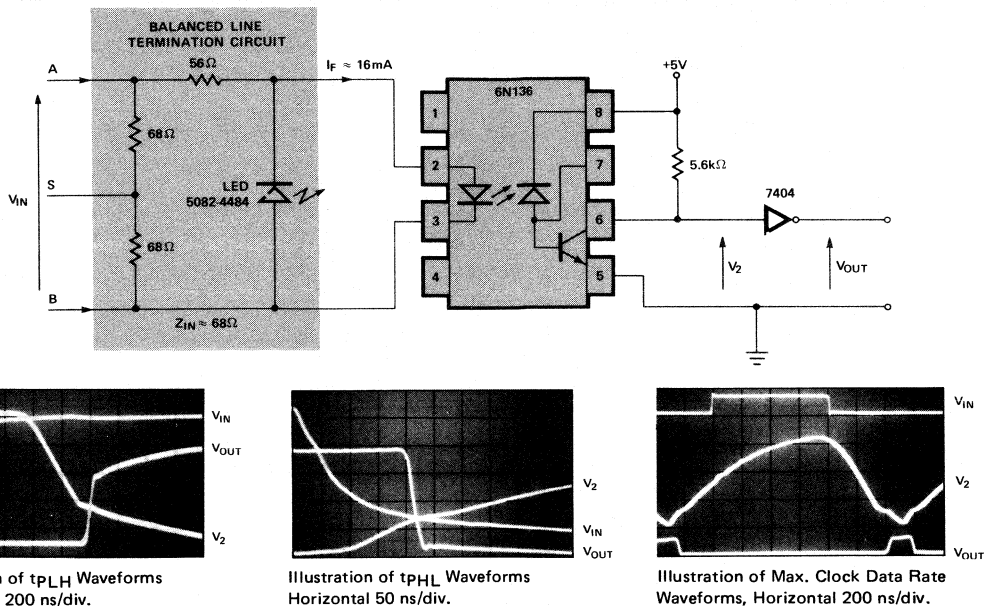 BALANCED LINE
TERMINATION CIRCUIT
A
56Ω
IF ≈ 16mA
+5V
6N136
1
8
68Ω
2
7
5.6kΩ
S
VIN
LED
5082-4484
7404
3
6
68Ω
V2
VOUT
4
5
B
ZIN ≈ 68Ω
VIN
VOUT
V2
V2
VIN
VOUT
VIN
V2
VOUT
n of tPLH Waveforms
200 ns/div.
Illustration of tPHL Waveforms
Horizontal 50 ns/div.
Illustration of Max. Clock Data Rate
Waveforms, Horizontal 200 ns/div.